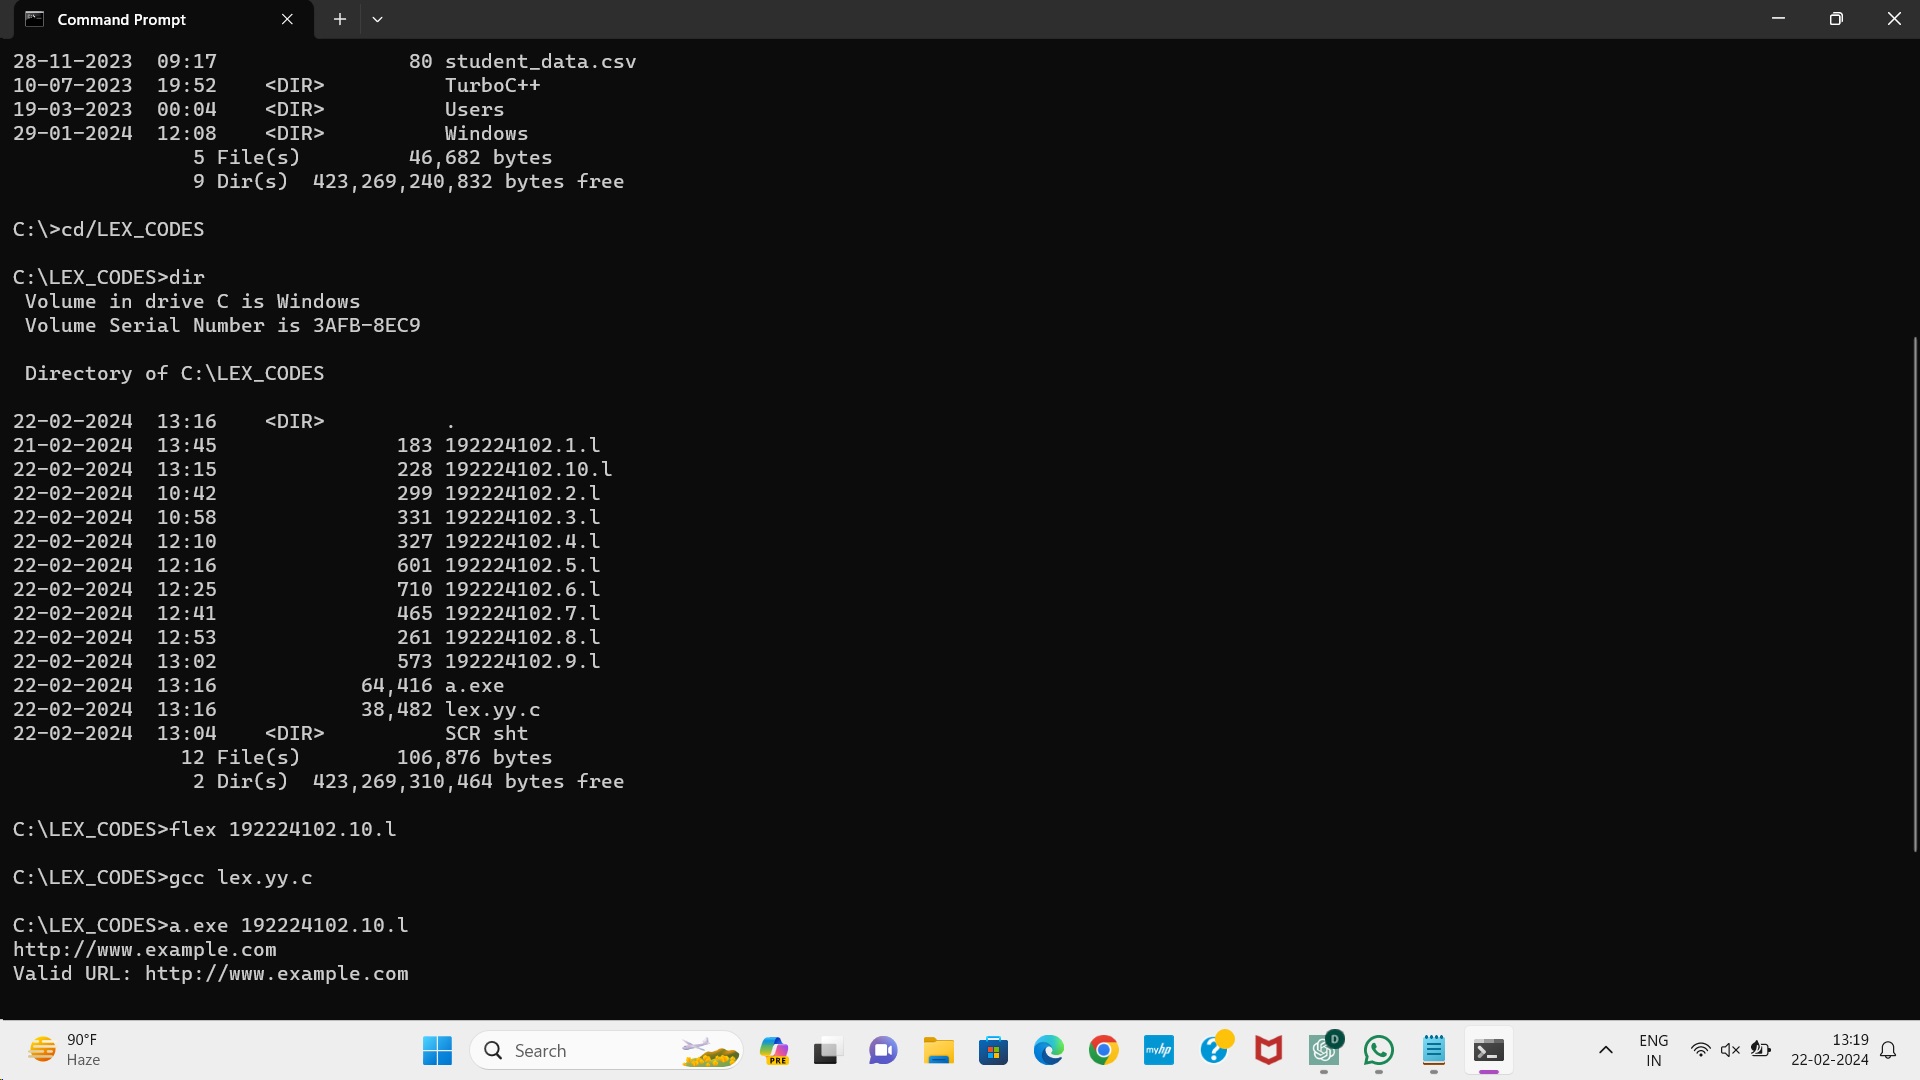 Command Prompt
28-11-2023  09:17                80 student_data.csv
10-07-2023  19:52    <DIR>          TurboC++
19-03-2023  00:04    <DIR>          Users
29-01-2024  12:08    <DIR>          Windows
               5 File(s)         46,682 bytes
               9 Dir(s)  423,269,240,832 bytes free
C:\>cd/LEX_CODES
C:\LEX_CODES>dir
 Volume in drive C is Windows
 Volume Serial Number is 3AFB-8EC9
 Directory of C:\LEX_CODES
22-02-2024  13:16    <DIR>          .
21-02-2024  13:45               183 192224102.1.l
22-02-2024  13:15               228 192224102.10.l
22-02-2024  10:42               299 192224102.2.l
22-02-2024  10:58               331 192224102.3.l
22-02-2024  12:10               327 192224102.4.l
22-02-2024  12:16               601 192224102.5.l
22-02-2024  12:25               710 192224102.6.l
22-02-2024  12:41               465 192224102.7.l
22-02-2024  12:53               261 192224102.8.l
22-02-2024  13:02               573 192224102.9.l
22-02-2024  13:16            64,416 a.exe
22-02-2024  13:16            38,482 lex.yy.c
22-02-2024  13:04    <DIR>          SCR sht
              12 File(s)        106,876 bytes
               2 Dir(s)  423,269,310,464 bytes free
C:\LEX_CODES>flex 192224102.10.l
C:\LEX_CODES>gcc lex.yy.c
C:\LEX_CODES>a.exe 192224102.10.l
http://www.example.com
Valid URL: http://www.example.com
90°F
Haze
Search
PRE
myhp
D
ENG
IN
13:19
22-02-2024